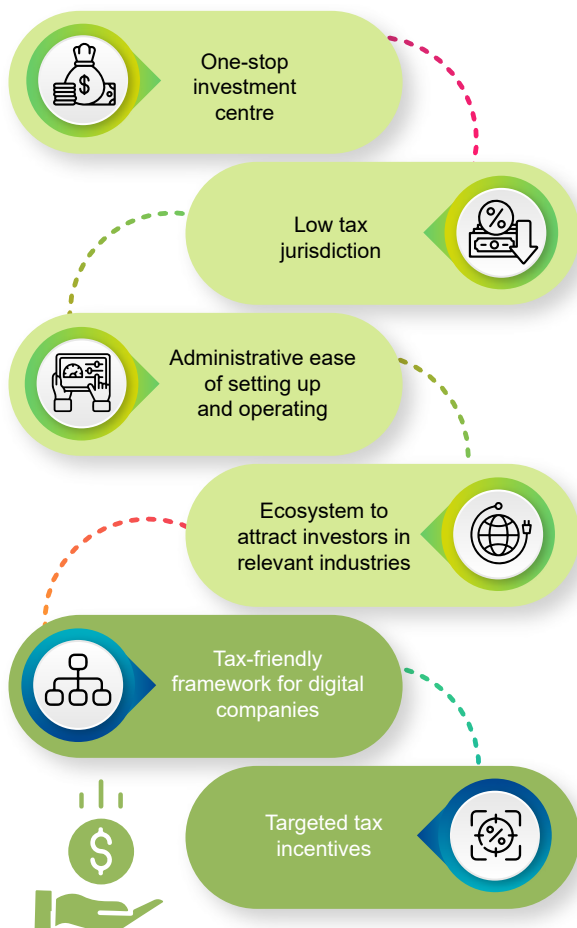 One-stop
investment
centre
Low tax
jurisdiction
Administrative ease
of setting up
and operating
Ecosystem to
attract investors in
relevant industries
Tax-friendly
framework for digital
companies
Targeted tax
incentives